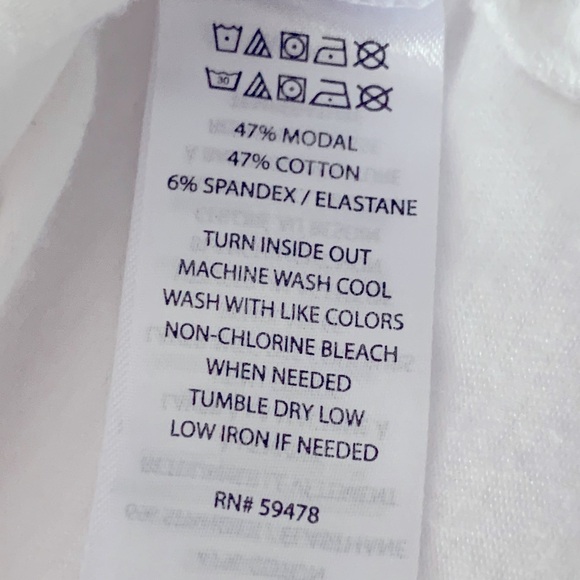 30
47% MODAL
47% COTTON
6% SPANDEX / ELASTANE
TURN INSIDE OUT
MACHINE WASH COOL
WASH WITH LIKE COLORS
NON-CHLORINE BLEACH
WHEN NEEDED
TUMBLE DRY LOW
LOW IRON IF NEEDED
RN# 59478